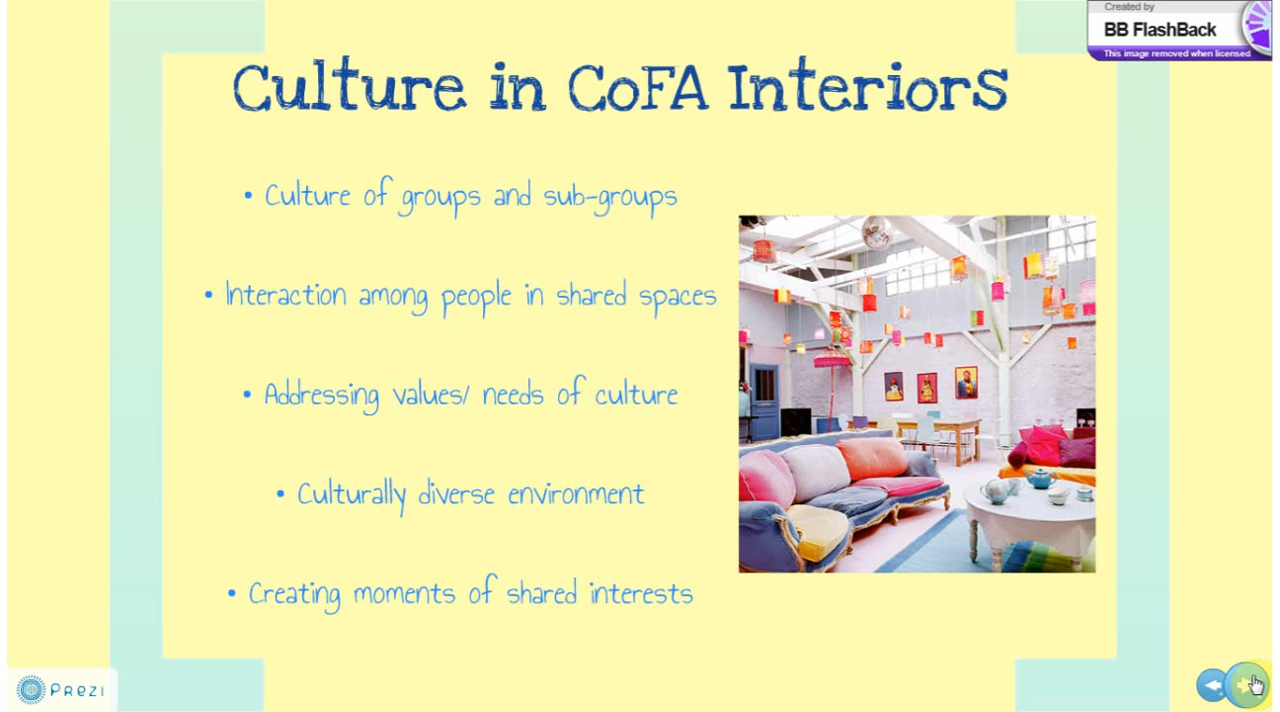 Created by
BB FlashBack
This image removed when licensed
Culture in CoFA Interiors
• Culture of groups and sub-groups
• Interaction among people in shared spaces
• Addressing values/ needs of culture
• Culturally diverse environment
• Creating moments of shared interests
Prezi